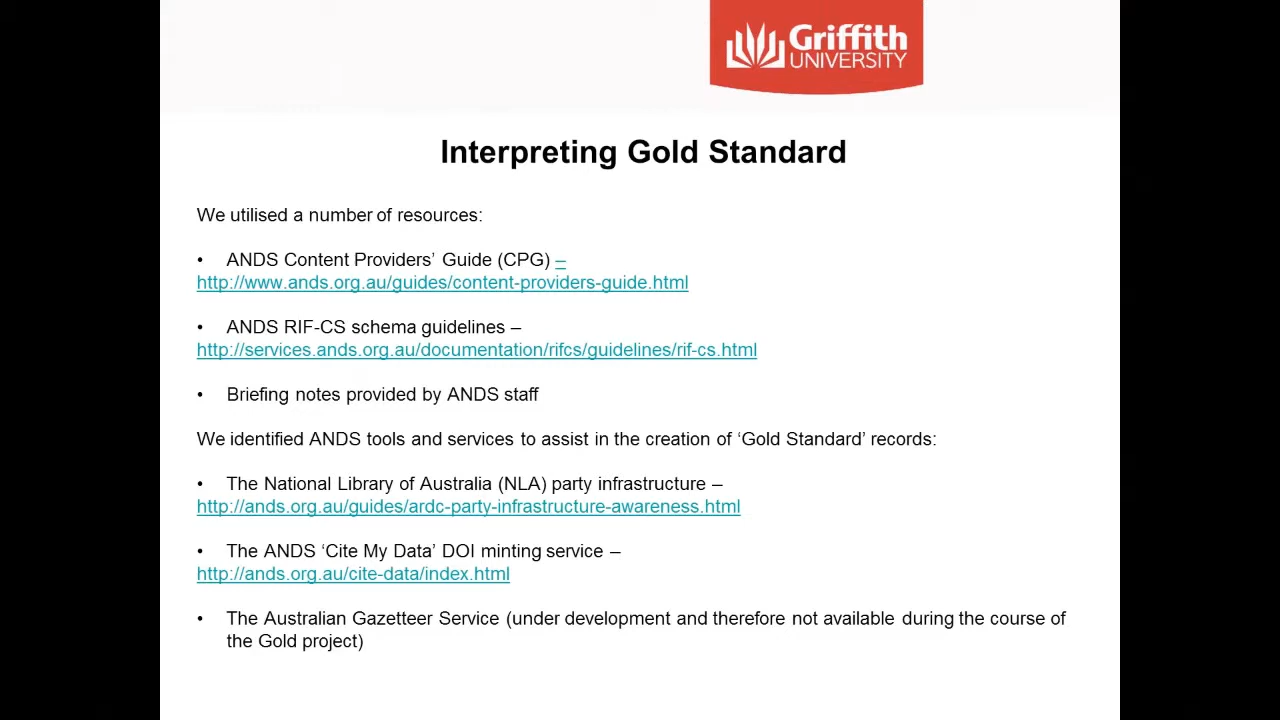 Griffith
UNIVERSITY
Interpreting Gold Standard
We utilised a number of resources:
• ANDS Content Providers’ Guide (CPG) –
http://www.ands.org.au/guides/content-providers-guide.html
• ANDS RIF-CS schema guidelines –
http://services.ands.org.au/documentation/rifcs/guidelines/rif-cs.html
• Briefing notes provided by ANDS staff
We identified ANDS tools and services to assist in the creation of ‘Gold Standard’ records:
• The National Library of Australia (NLA) party infrastructure –
http://ands.org.au/guides/ardc-party-infrastructure-awareness.html
• The ANDS ‘Cite My Data’ DOI minting service –
http://ands.org.au/cite-data/index.html
• The Australian Gazetteer Service (under development and therefore not available during the course of
the Gold project)